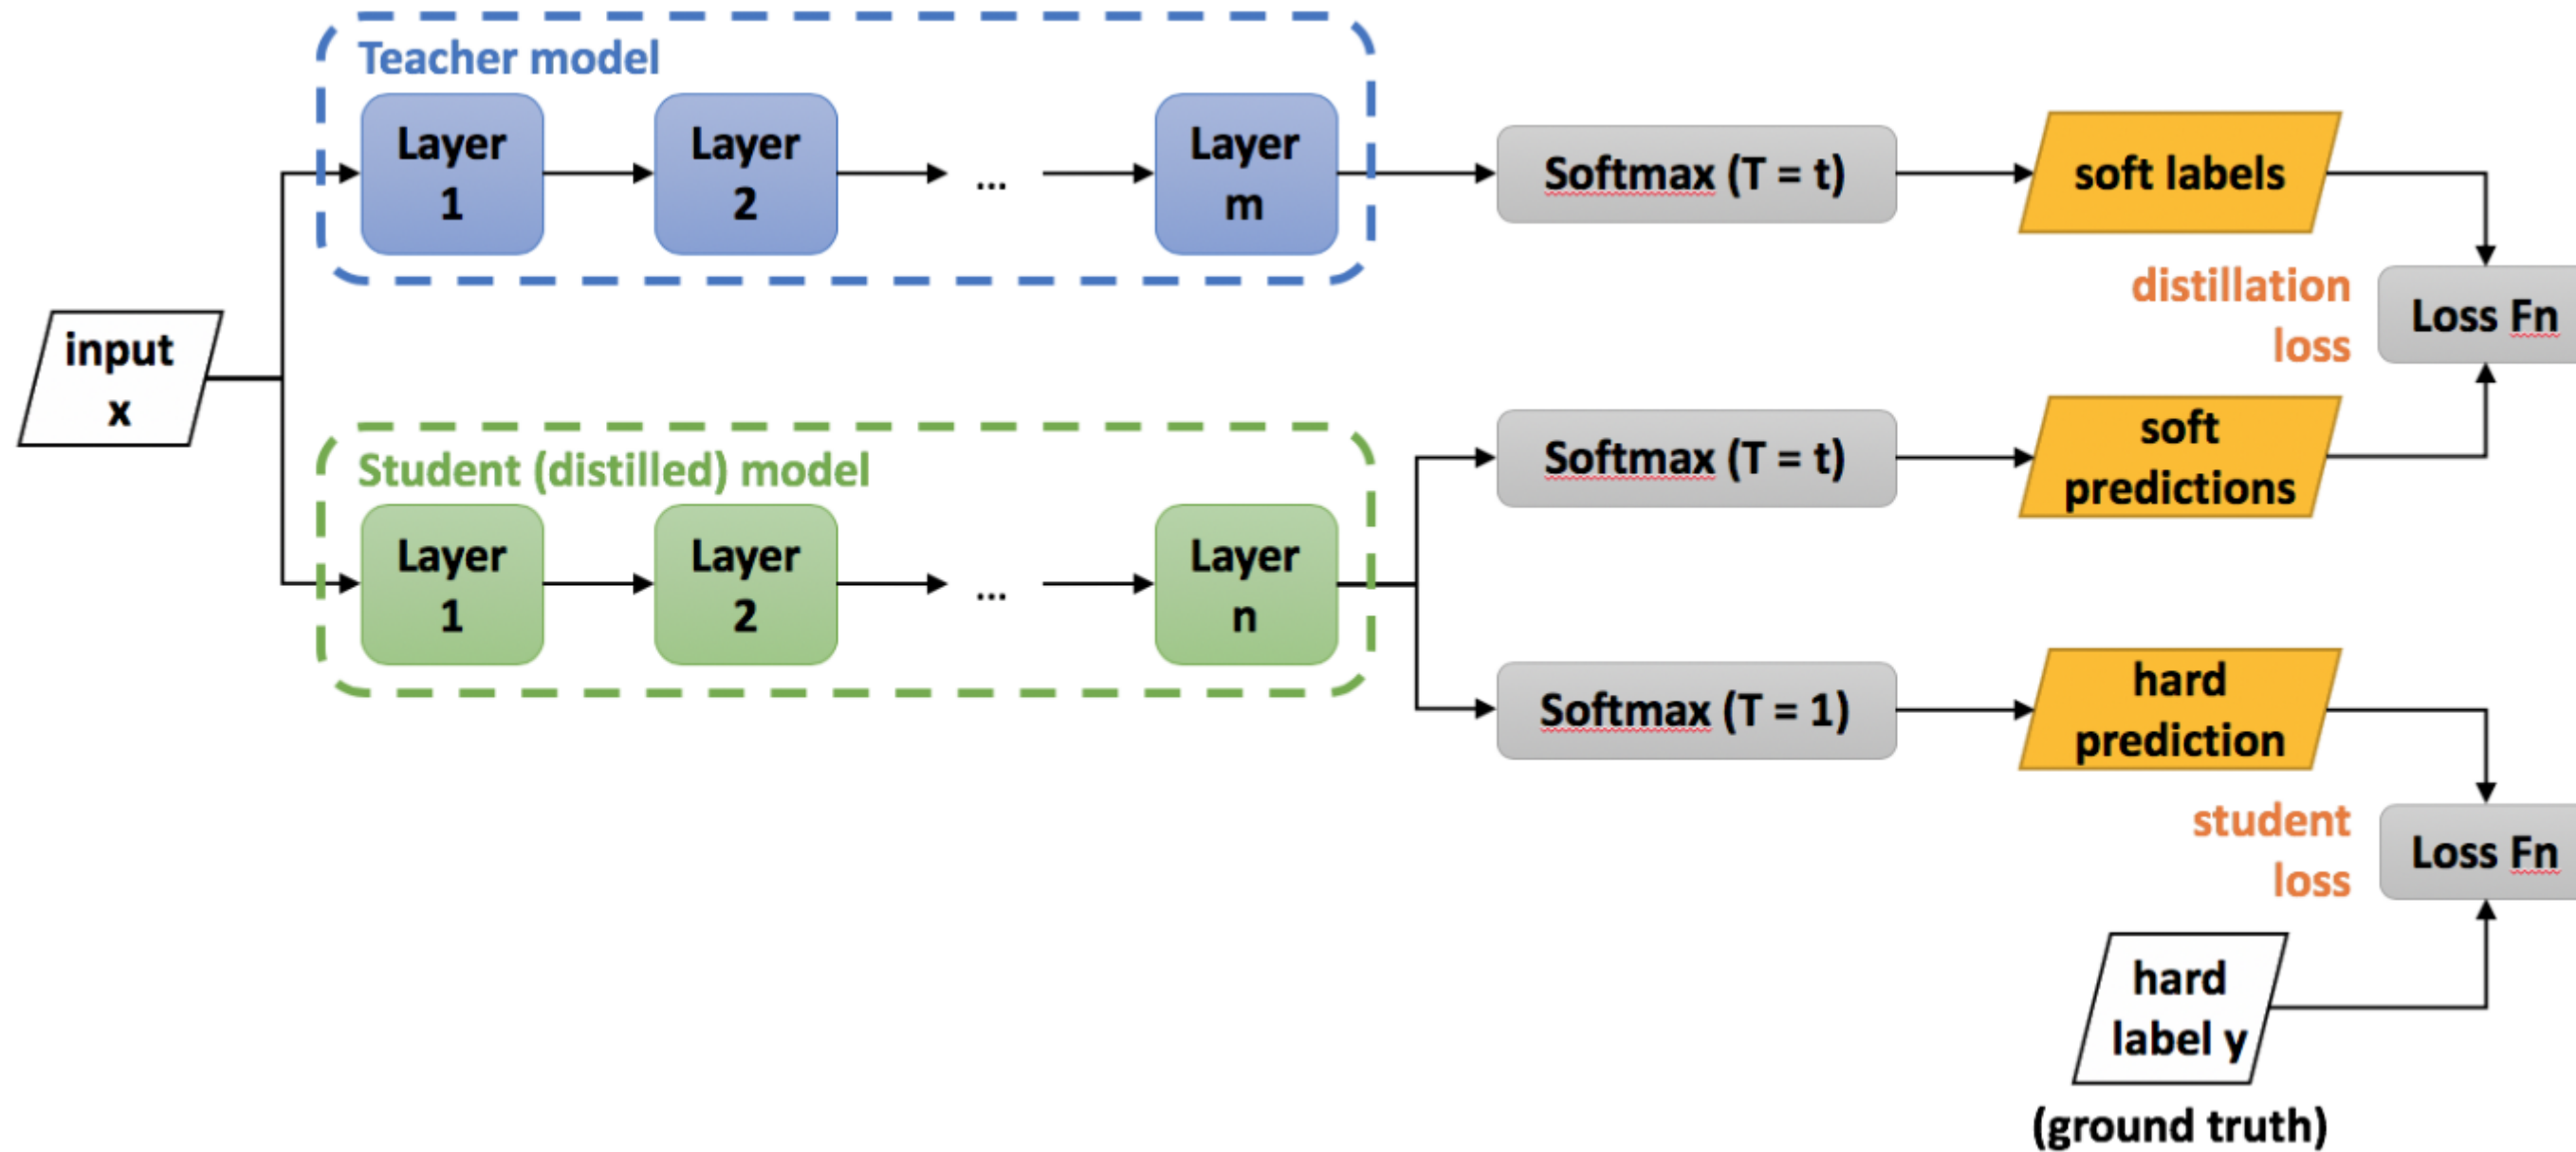 Teacher model
Layer
1
Layer
2
...
Layer
m
Softmax (T = t)
soft labels
distillation
loss
Loss Fn
input
x
Student (distilled) model
Layer
1
Layer
2
...
Layer
n
Softmax (T = t)
soft
predictions
Softmax (T = 1)
hard
prediction
student
loss
Loss Fn
hard
label y
(ground truth)